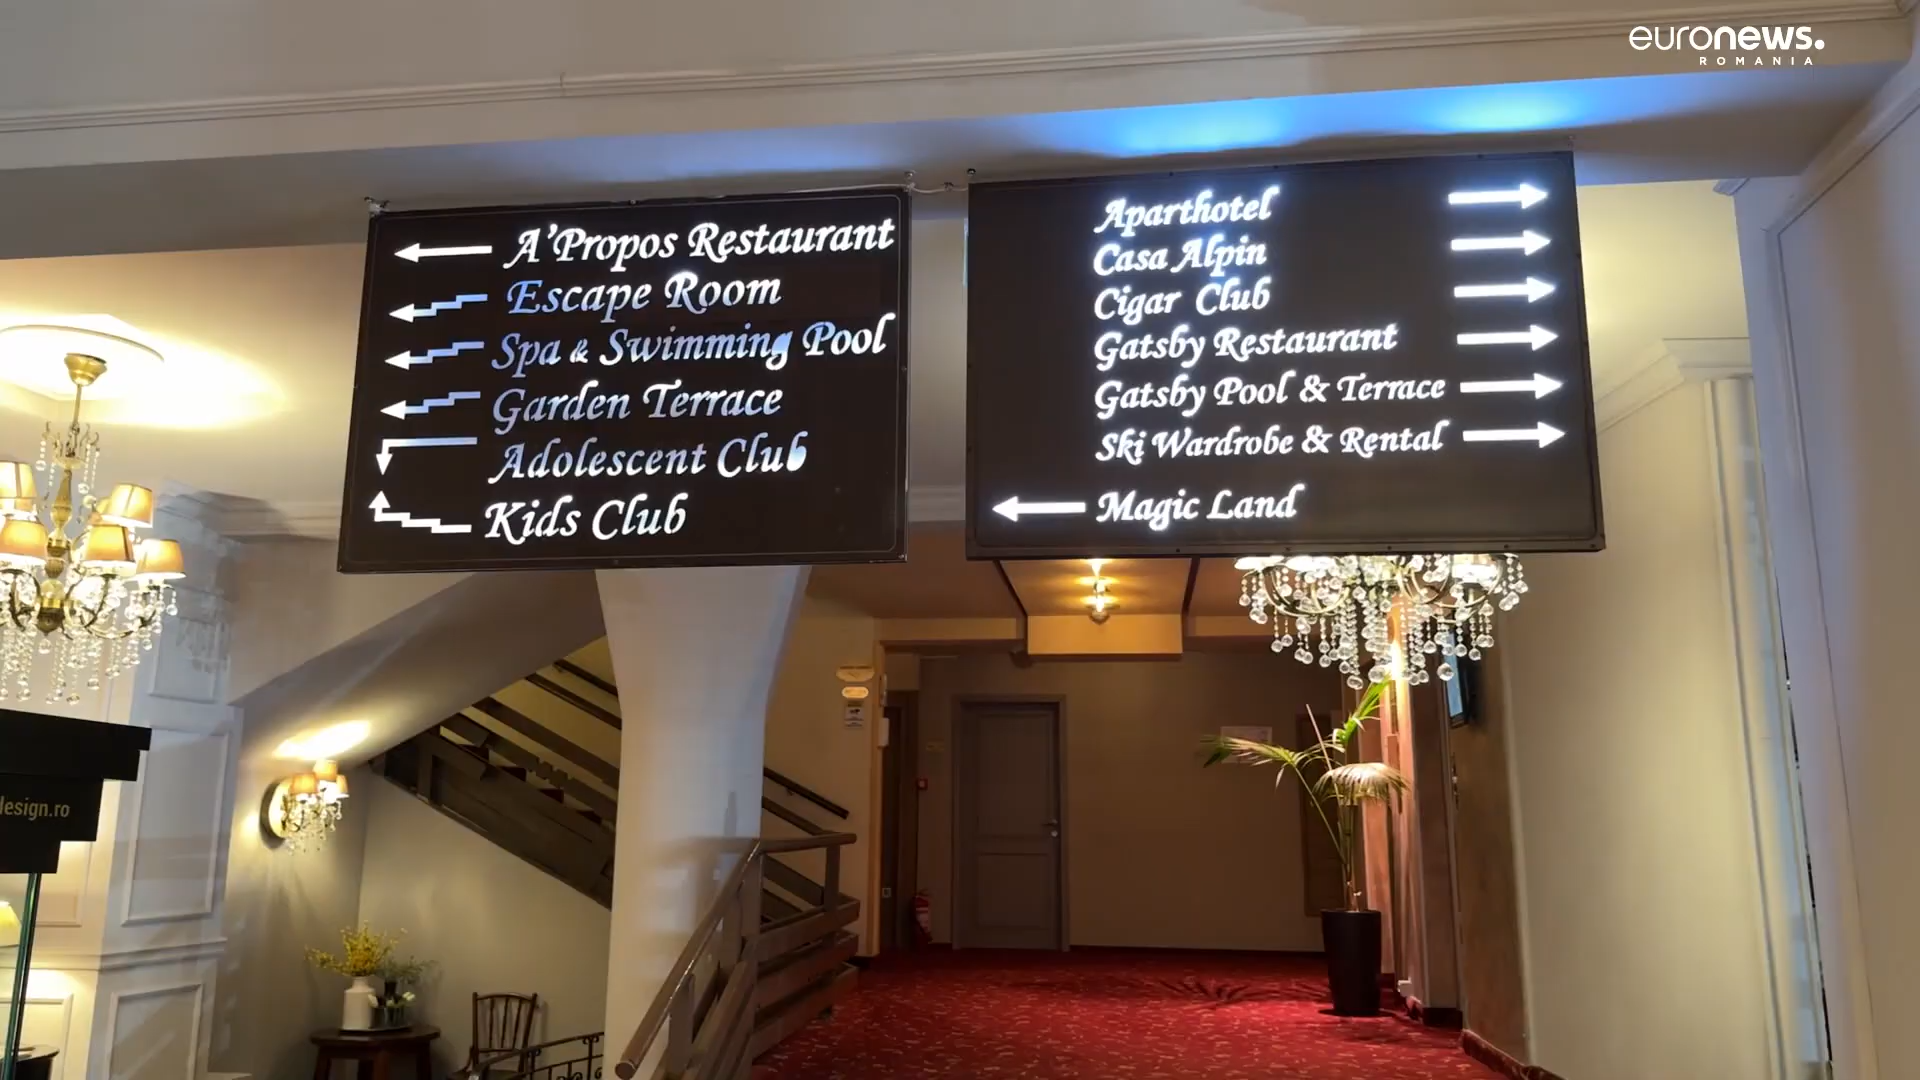 euronews.
ROMANIA
A'Propos Restaurant
Escape Room
Spa & Swimming Pool
Garden Terrace
Adolescent Club
Kids Club
Aparthotel
Casa Alpin
Cigar Club
Gatsby Restaurant
Gatsby Pool & Terrace
Ski Wardrobe & Rental
Magic Land
design.ro